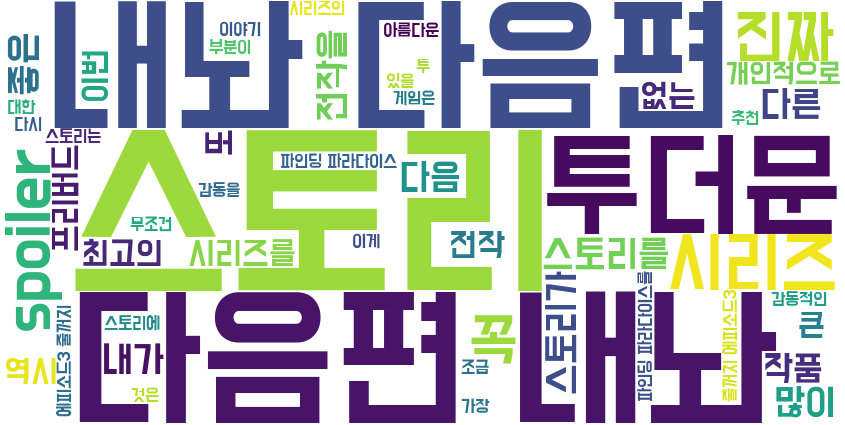 내놔 다음편
시리즈의
이야기
부분이
아름다운
투
있을
게임은
전작을
좋은
이번
대한
다시
스토리는
버
진짜
개인적으로
없는
다른
추천
spoiler
프리버드
스토리
투더문
파인딩 파라다이스
다음
감동을
무조건
최고의
시리즈를
이게
전작
스토리를
시리즈
다음편 내놔
스토리에
내가
역시
것은
에피소드3 줄꺼지
꼭
조금
가장
스토리가
파인딩 파라다이스를
줄꺼지 에피소드3
감동적인
큰
작품
많이